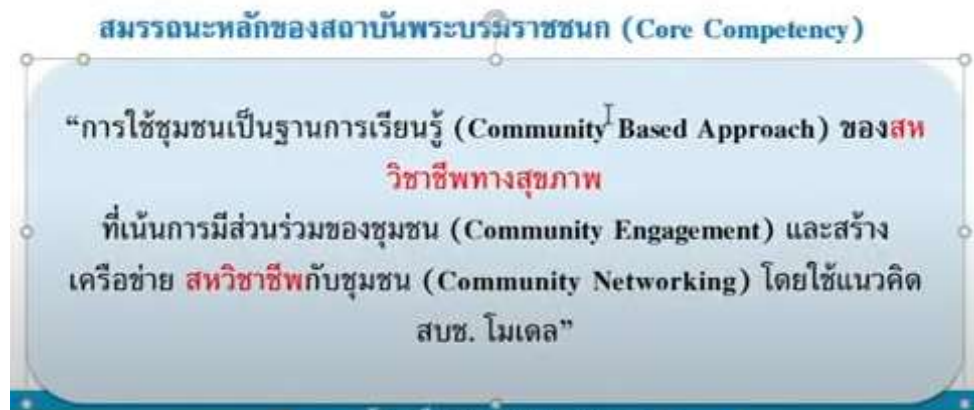 สมรรถนะหลักของสถาบันพระบรมราชชนก (Core Competency)
“การใช้ชุมชนเป็นฐานการเรียนรู้ (Community Based Approach) ของสห
วิชาชีพทางสุขภาพ
ที่เน้นการมีส่วนร่วมของชุมชน (Community Engagement) และสร้าง
เครือข่าย สหวิชาชีพกับชุมชน (Community Networking) โดยใช้แนวคิด
สบช. โมเดล”